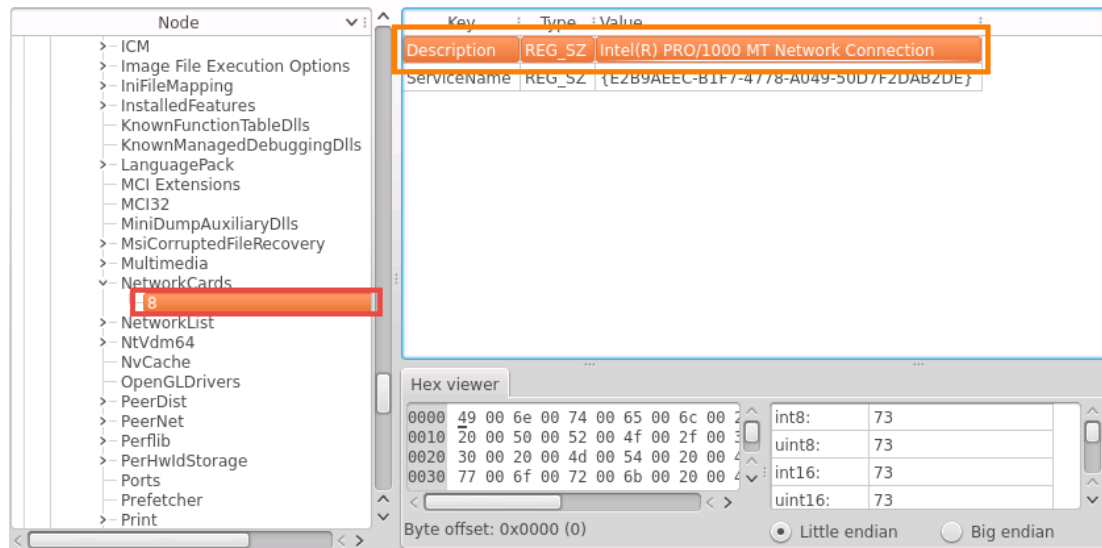 Node
ICM
Image File Execution Options
IniFileMapping
InstalledFeatures
KnownFunctionTableDlls
KnownManagedDebuggingDlls
LanguagePack
MCI Extensions
MCI32
MiniDumpAuxiliaryDlls
MsiCorruptedFileRecovery
Multimedia
NetworkCards
8
NetworkList
NtVdm64
NvCache
OpenGLDrivers
PeerDist
PeerNet
Perflib
PerHwIdStorage
Ports
Prefetcher
Print
Key Type Value
Description REG_SZ Intel(R) PRO/1000 MT Network Connection
ServiceName REG_SZ {E2B9AEEC-B1F7-4778-A049-50D7F2DAB2DE}
Hex viewer
0000 49 00 6e 00 74 00 65 00 6c 00
0010 20 00 50 00 52 00 4f 00 2f 00
0020 30 00 20 00 4d 00 54 00 20 00
0030 77 00 6f 00 72 00 6b 00 20 00
Byte offset: 0x0000 (0)
int8: 73
uint8: 73
int16: 73
uint16: 73
Little endian Big endian